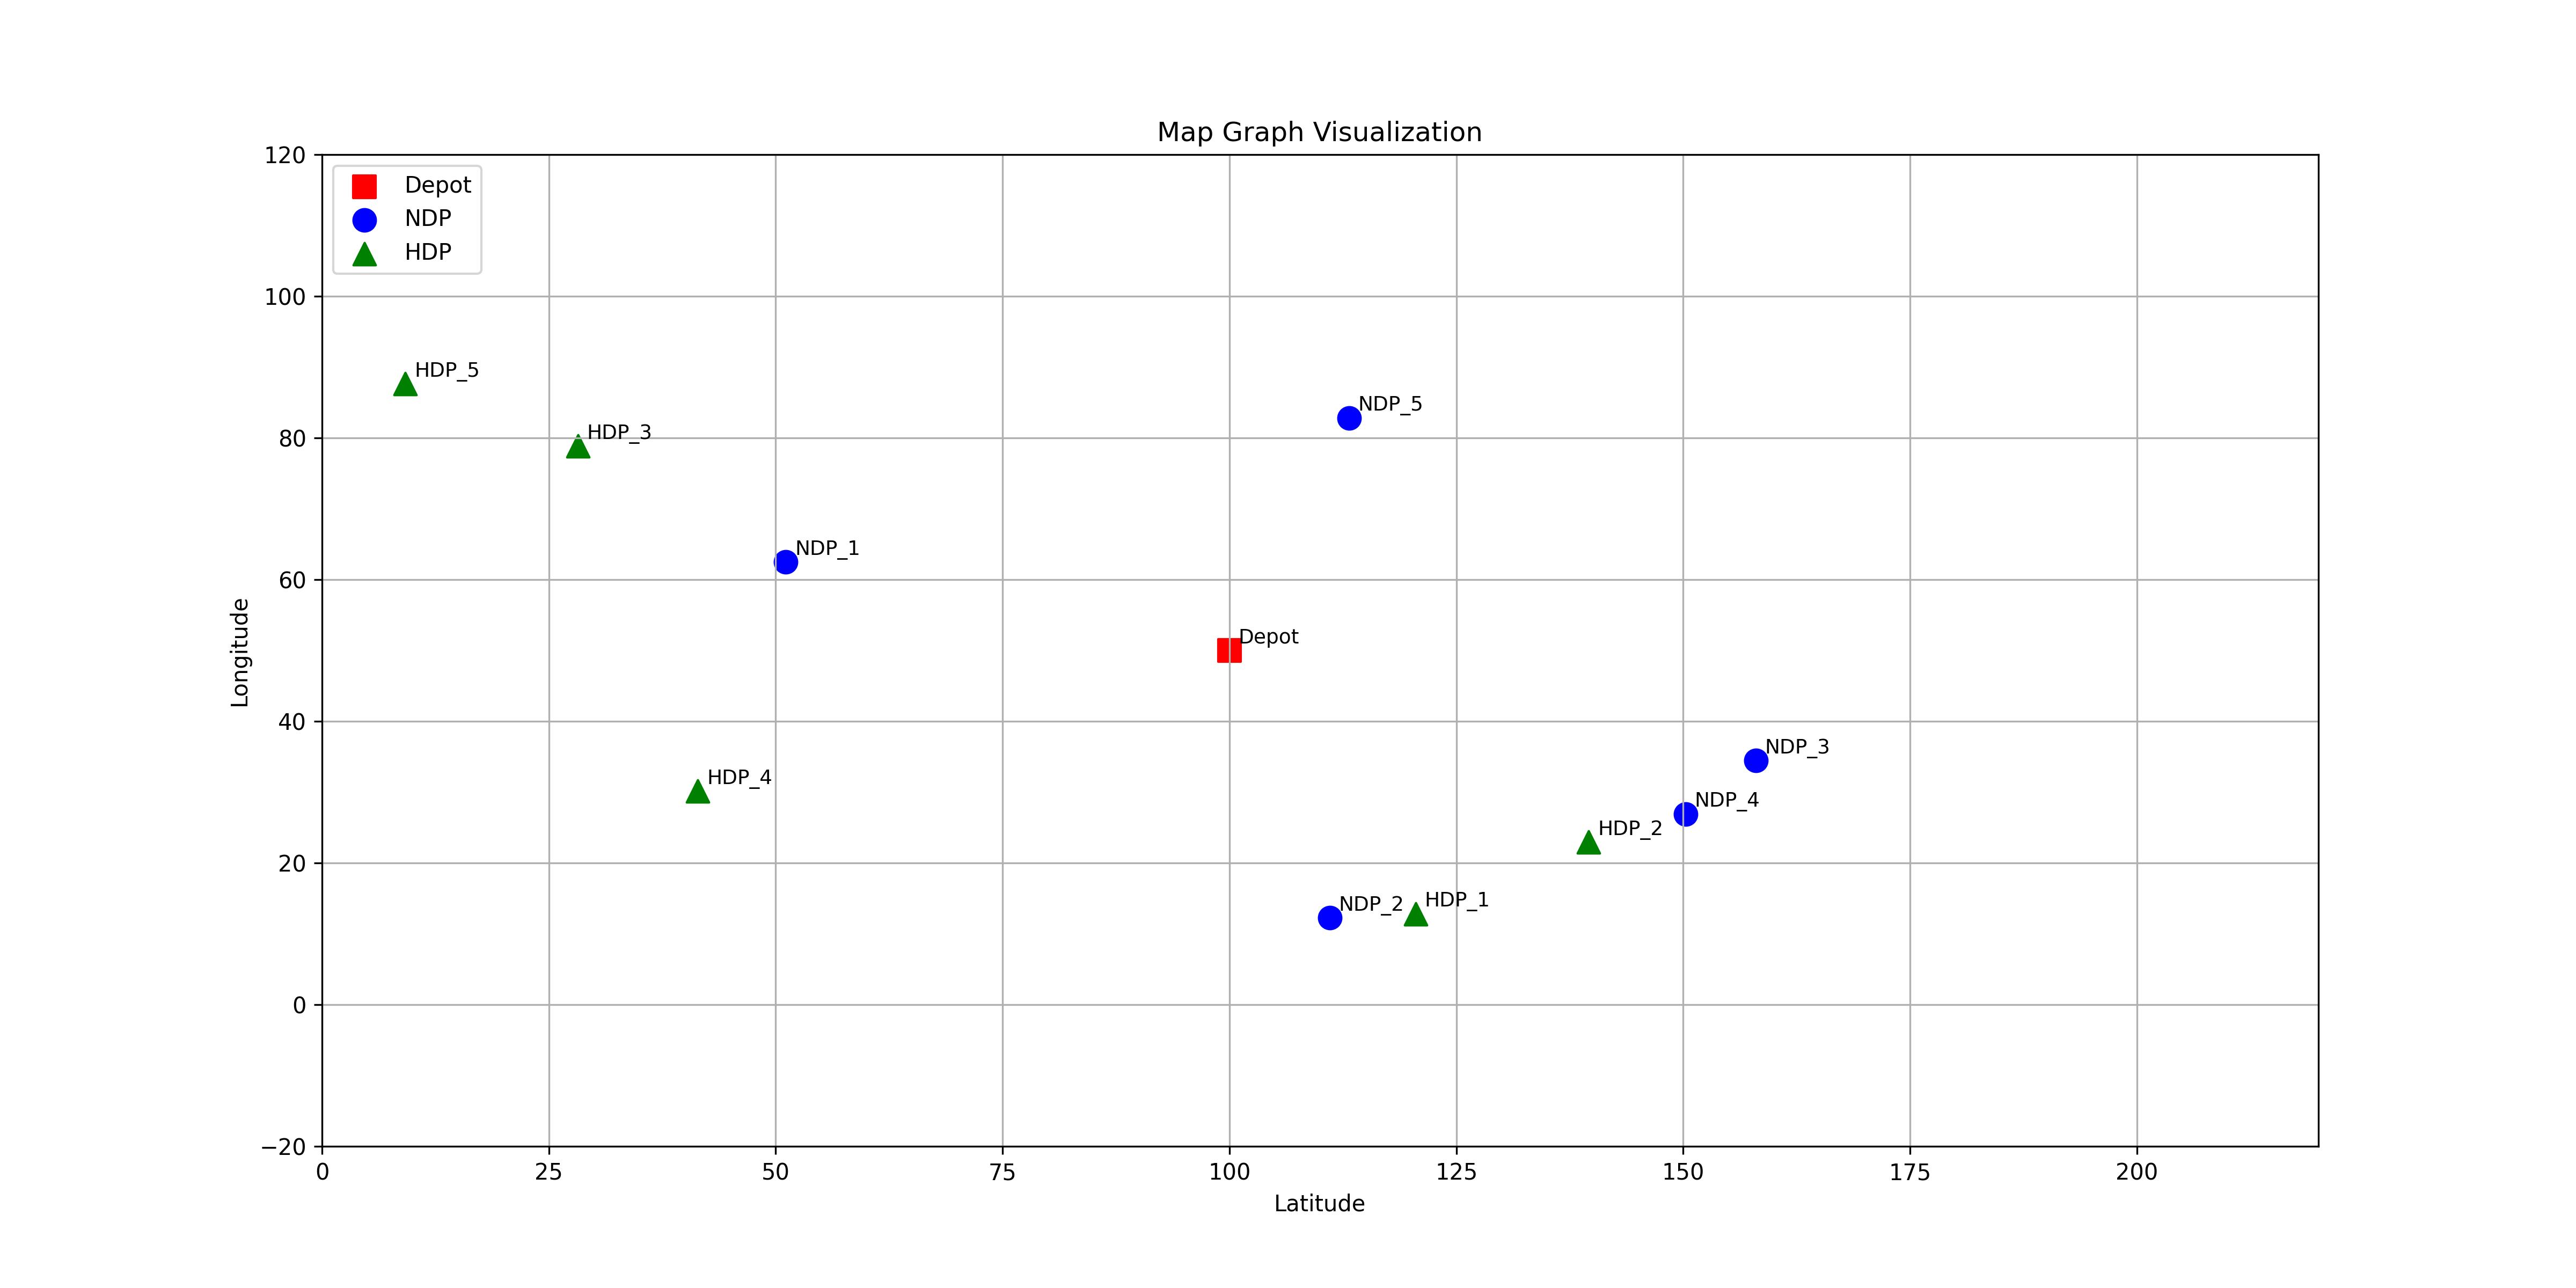 Map Graph Visualization
Depot
NDP
HDP
120
100
80
60
40
20
0
−20
Longitude
HDP_5
NDP_5
HDP_3
NDP_1
Depot
NDP_3
HDP_4
NDP_4
HDP_2
HDP_1
NDP_2
0 25 50 75 100 125 150 175 200
Latitude